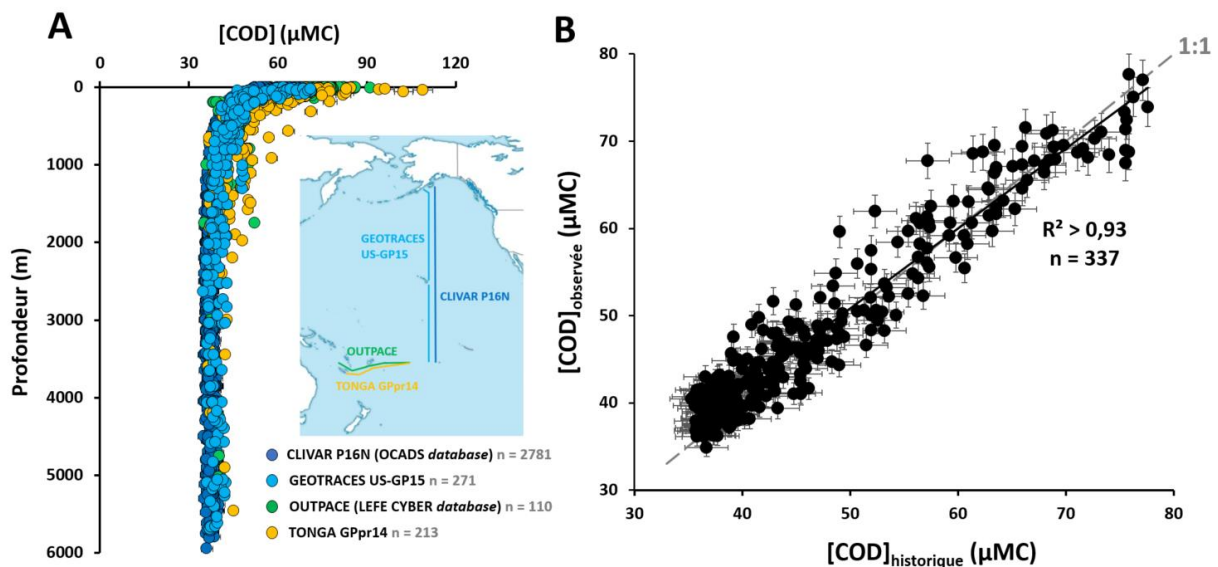 A
[COD] (µMC)
0 30 60 90 120
0
1000
2000
3000
4000
5000
6000
Profondeur (m)
GEOTRACES
US-GP15
CLIVAR P16N
OUTPACE
TONGA GPpr14
CLIVAR P16N (OCADS database) n = 2781
GEOTRACES US-GP15 n = 271
OUTPACE (LEFE CYBER database) n = 110
TONGA GPpr14 n = 213
B
1:1
80
70
60
50
40
30
[COD]observée (µMC)
R² > 0,93
n = 337
30 40 50 60 70 80
[COD]historique (µMC)